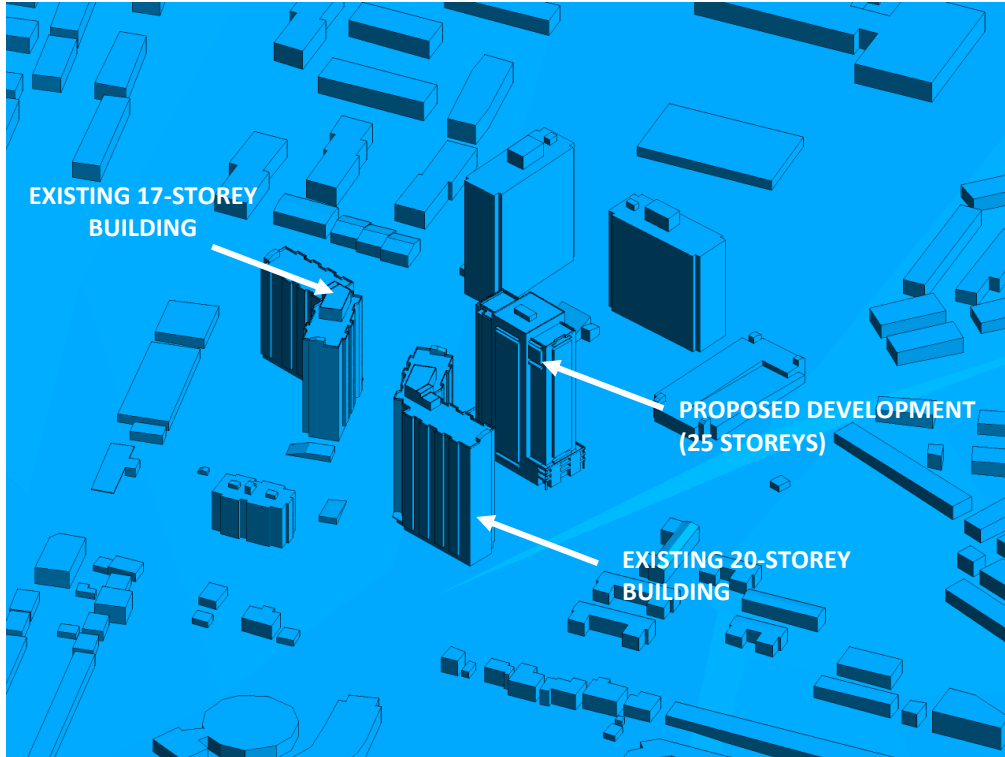 EXISTING 17-STOREY
BUILDING
PROPOSED DEVELOPMENT
(25 STOREYS)
EXISTING 20-STOREY
BUILDING